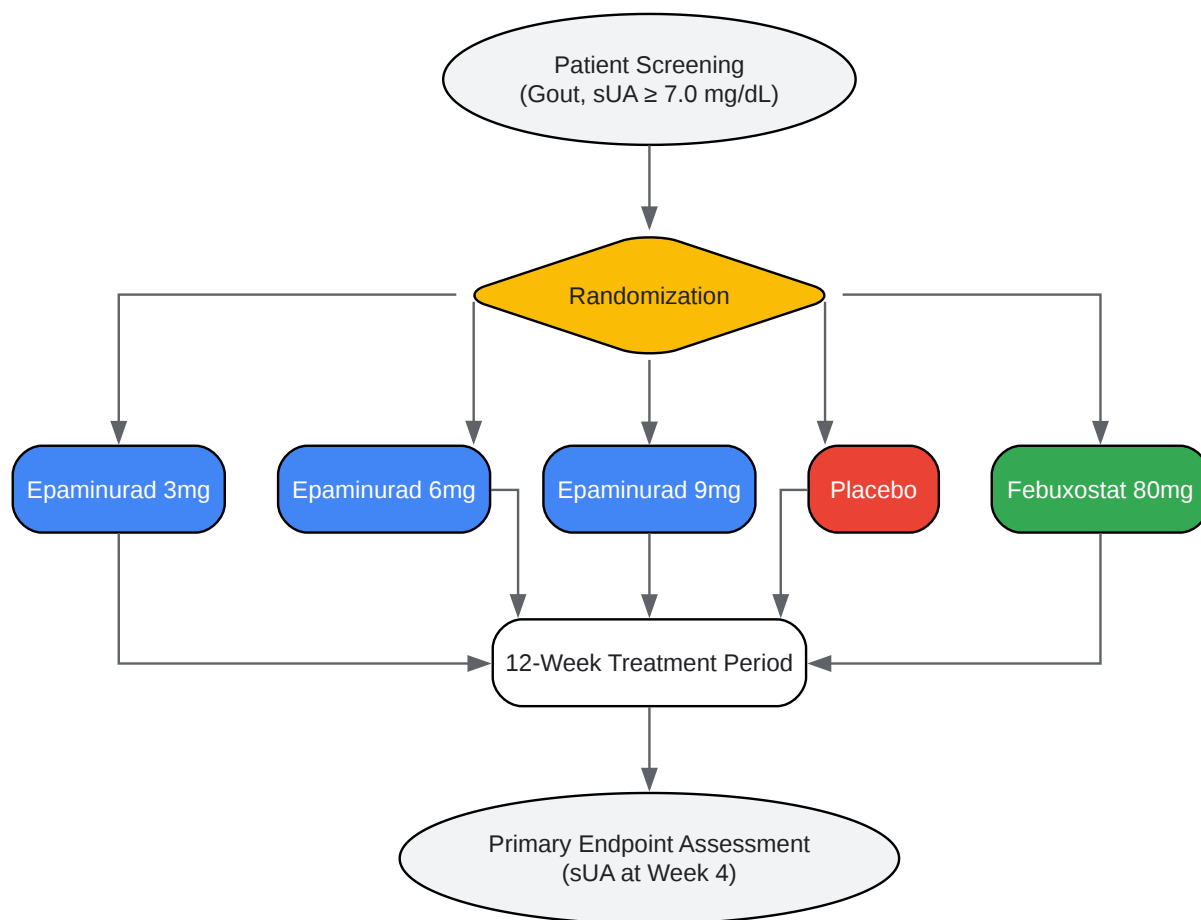 Patient Screening
(Gout, sUA ≥ 7.0 mg/dL)
Randomization
Epaminurad 3mg
Epaminurad 6mg
Epaminurad 9mg
Placebo
Febuxostat 80mg
12-Week Treatment Period
Primary Endpoint Assessment
(sUA at Week 4)